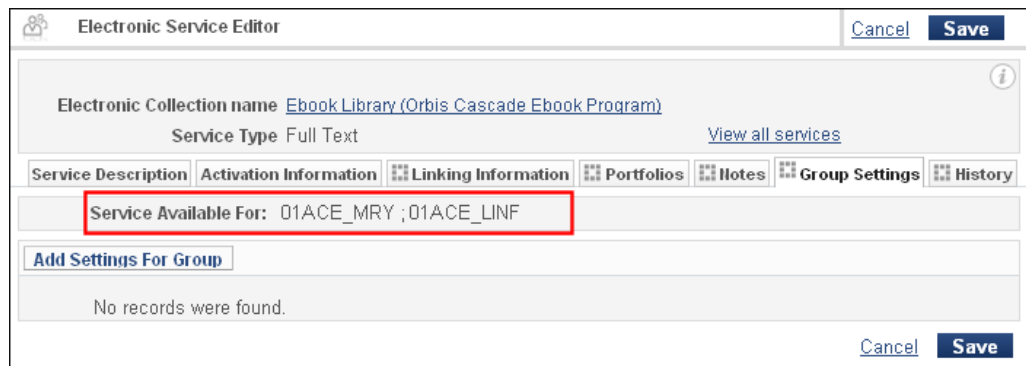 Electronic Service Editor Cancel Save
Electronic Collection name Ebook Library (Orbis Cascade Ebook Program)
Service Type Full Text View all services
Service Description Activation Information Linking Information Portfolios Notes Group Settings History
Service Available For: 01ACE_MRY ;01ACE_LINF
Add Settings For Group
No records were found.
Cancel Save